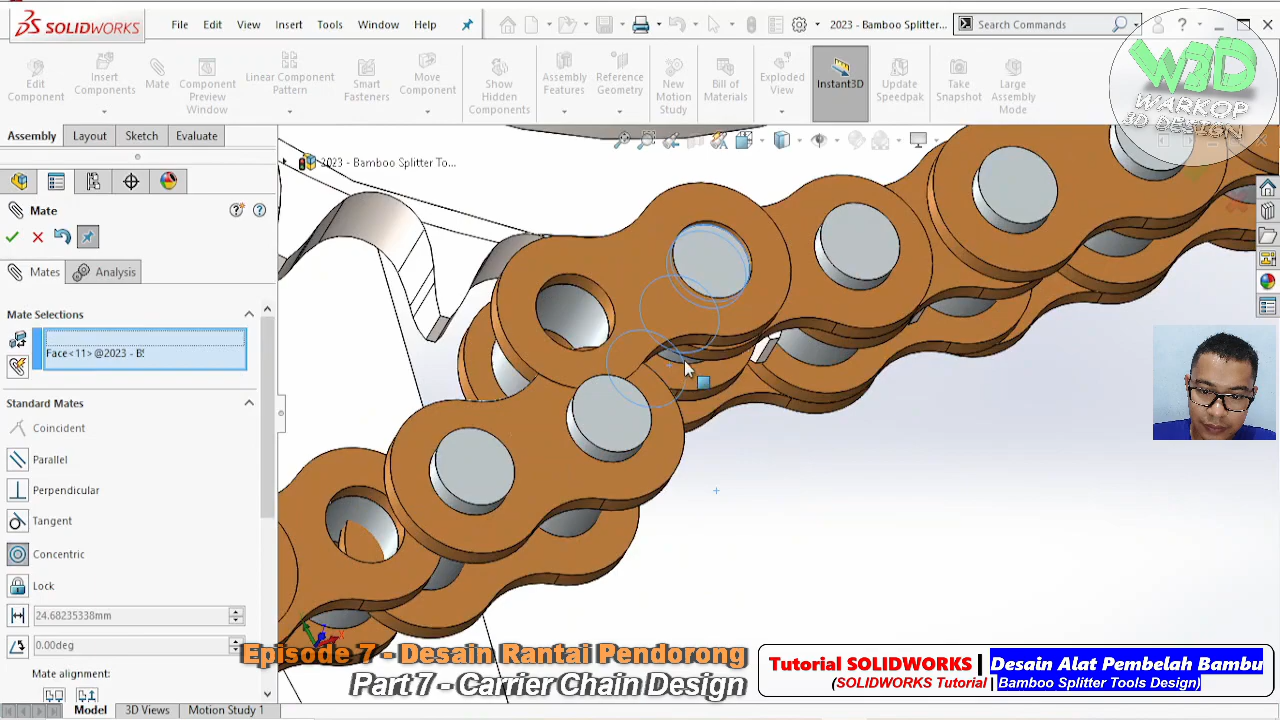 SOLIDWORKS
File Edit View Insert Tools Window Help
2023 - Bamboo Splitter...
Search Commands
Edit Component
Insert Components
Mate
Component Preview Window
Linear Component Pattern
Smart Fasteners
Move Component
Show Hidden Components
Assembly Features
Reference Geometry
New Motion Study
Bill of Materials
Exploded View
Instant3D
Update Speedpak
Take Snapshot
Large Assembly Mode
W3D
WARKOP
3D DESIGN
Assembly Layout Sketch Evaluate
2023 - Bamboo Splitter To...
Mate
Mates Analysis
Mate Selections
Face<11>@2023 - B
Standard Mates
Coincident
Parallel
Perpendicular
Tangent
Concentric
Lock
24.68235338mm
0.00deg
Mate alignment:
Episode 7 - Desain Rantai Pendorong
Part 7 - Carrier Chain Design
Tutorial SOLIDWORKS | Desain Alat Pembelah Bambu
(SOLIDWORKS Tutorial | Bamboo Splitter Tools Design)
Model 3D Views Motion Study 1